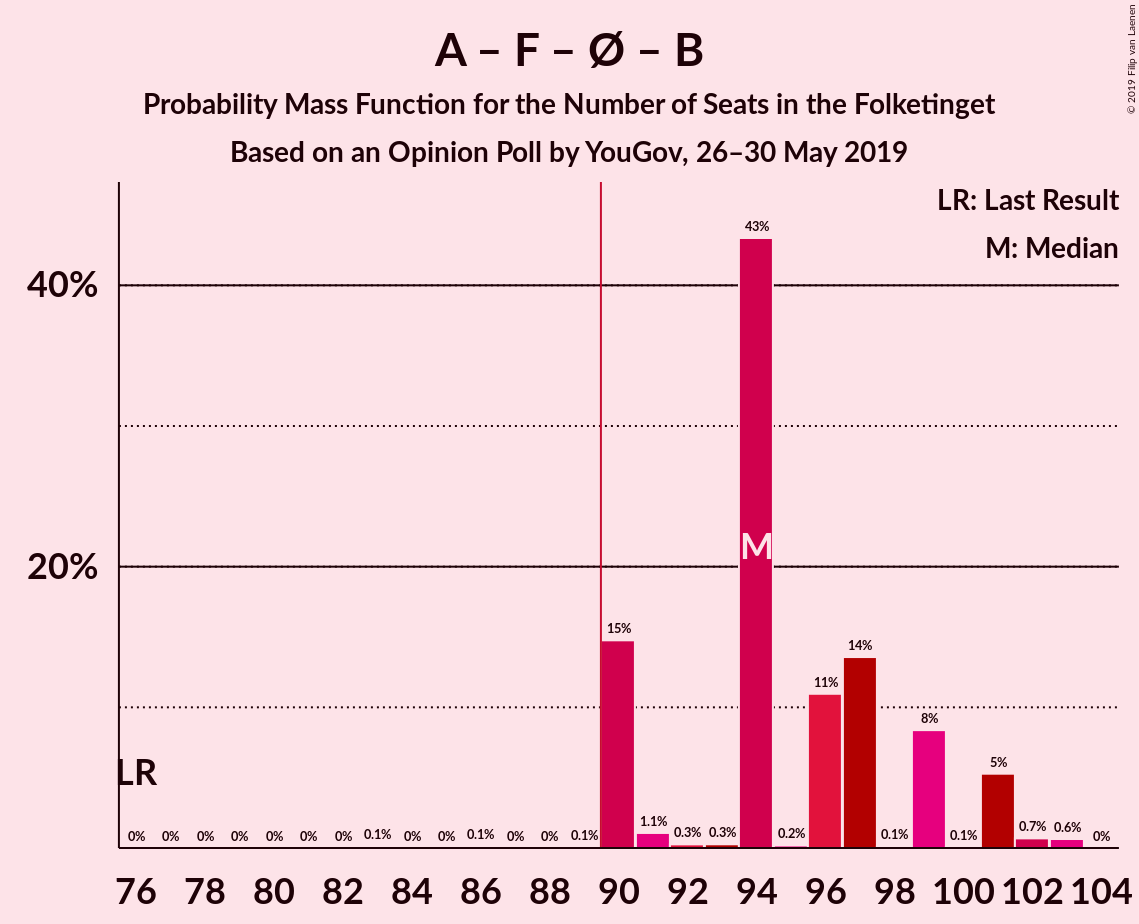 A – F – Ø – B
Probability Mass Function for the Number of Seats in the Folketinget
Based on an Opinion Poll by YouGov, 26–30 May 2019
© 2019 Filip van Laenen
LR: Last Result
M: Median
40%
20%
43%
M
15%
14%
11%
8%
5%
LR
0% 0% 0% 0% 0% 0% 0% 0.1% 0% 0% 0.1% 0% 0% 0.1% 1.1% 0.3% 0.3% 0.2% 0.1% 0.1% 0.7% 0.6% 0%
76 78 80 82 84 86 88 90 92 94 96 98 100 102 104